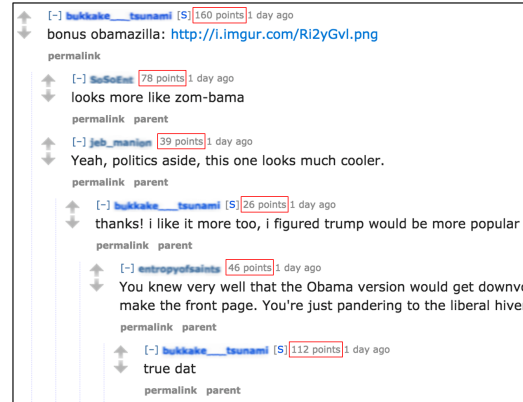 [–] bukkake___tsunami [S] 160 points 1 day ago
bonus obamazilla: http://i.imgur.com/Ri2yGvl.png
permalink
[–] SoSoEnt 78 points 1 day ago
looks more like zom-bama
permalink parent
[–] jeb_manion 39 points 1 day ago
Yeah, politics aside, this one looks much cooler.
permalink parent
[–] bukkake___tsunami [S] 26 points 1 day ago
thanks! i like it more too, i figured trump would be more popular
permalink parent
[–] entropyofsaints 46 points 1 day ago
You knew very well that the Obama version would get downvo
make the front page. You're just pandering to the liberal hive
permalink parent
[–] bukkake___tsunami [S] 112 points 1 day ago
true dat
permalink parent